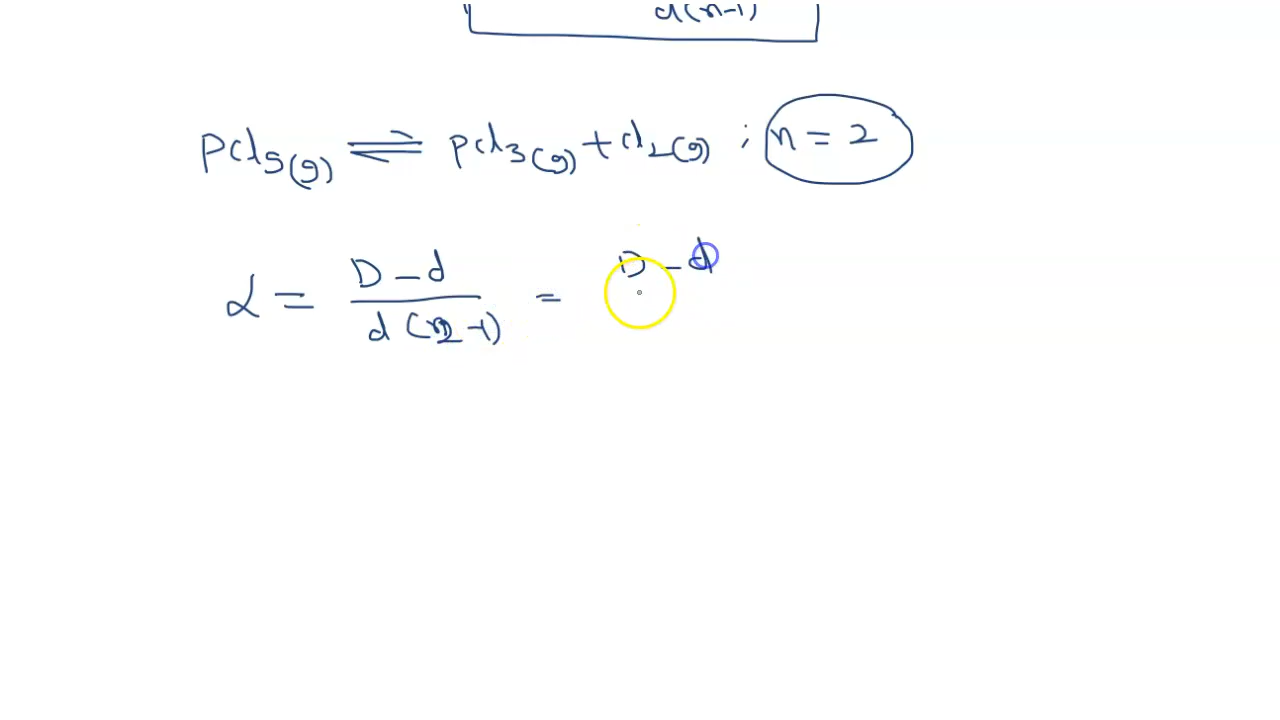 d(n-1)
pcl5(g) ⇌ pcl3(g) + cl2(g) ; n = 2
D - d D - d
α = ――― =
d (2-1)